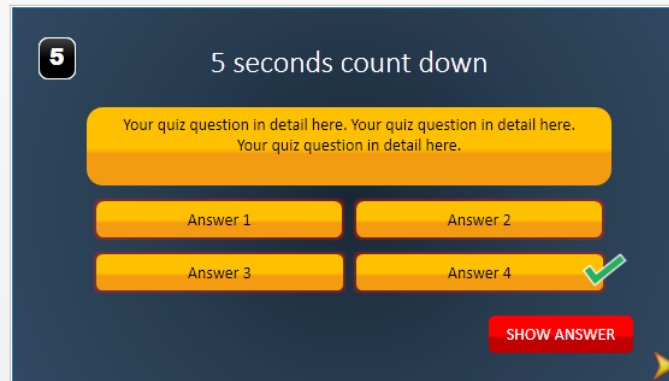 5
5 seconds count down
Your quiz question in detail here. Your quiz question in detail here.
Your quiz question in detail here.
Answer 1
Answer 2
Answer 3
Answer 4
SHOW ANSWER